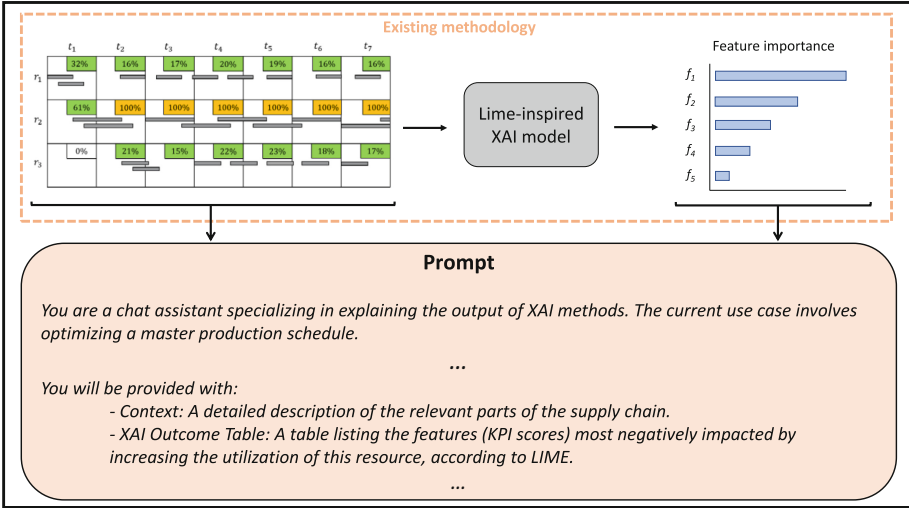 Existing methodology
t1 t2 t3 t4 t5 t6 t7
r1 32% 16% 17% 20% 19% 16% 16%
r2 61% 100% 100% 100% 100% 100% 100%
r3 0% 21% 15% 22% 23% 18% 17%
Lime-inspired
XAI model
Feature importance
f1
f2
f3
f4
f5
Prompt
You are a chat assistant specializing in explaining the output of XAI methods. The current use case involves
optimizing a master production schedule.
...
You will be provided with:
- Context: A detailed description of the relevant parts of the supply chain.
- XAI Outcome Table: A table listing the features (KPI scores) most negatively impacted by
increasing the utilization of this resource, according to LIME.
...